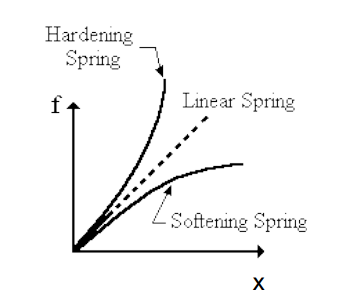 Hardening
Spring
f
Linear Spring
Softening Spring
x